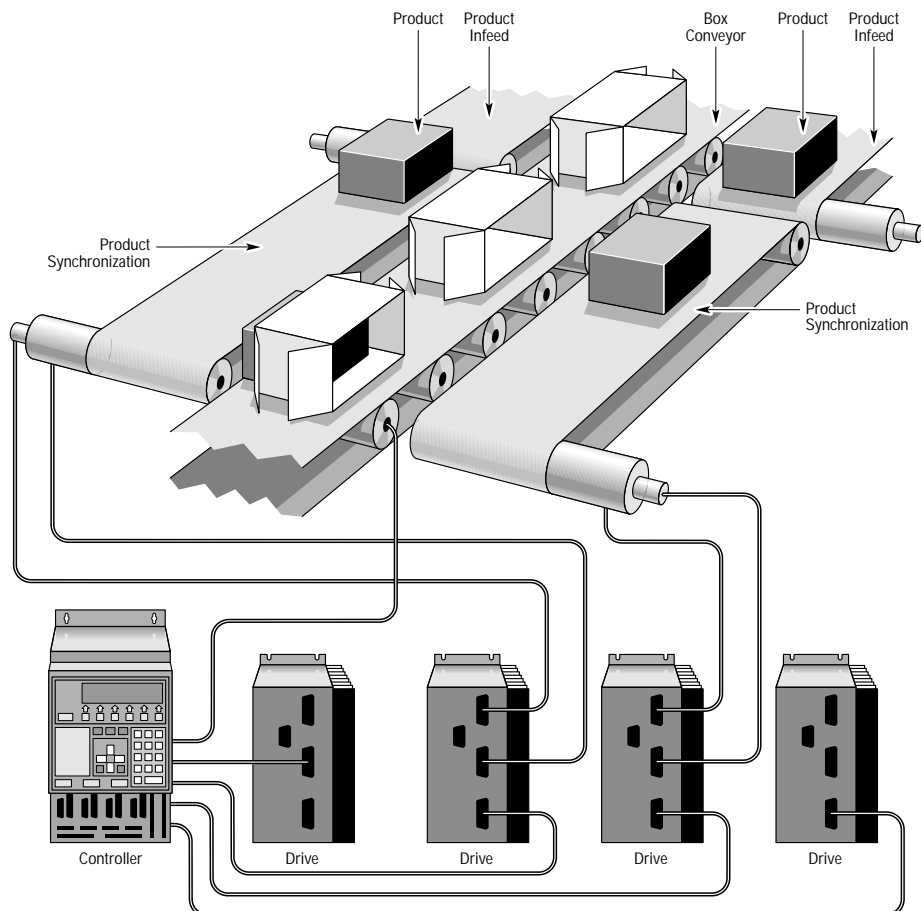 Product
Product
Infeed
Box
Conveyor
Product
Product
Infeed
Product
Synchronization
Product
Synchronization
Controller
Drive
Drive
Drive
Drive